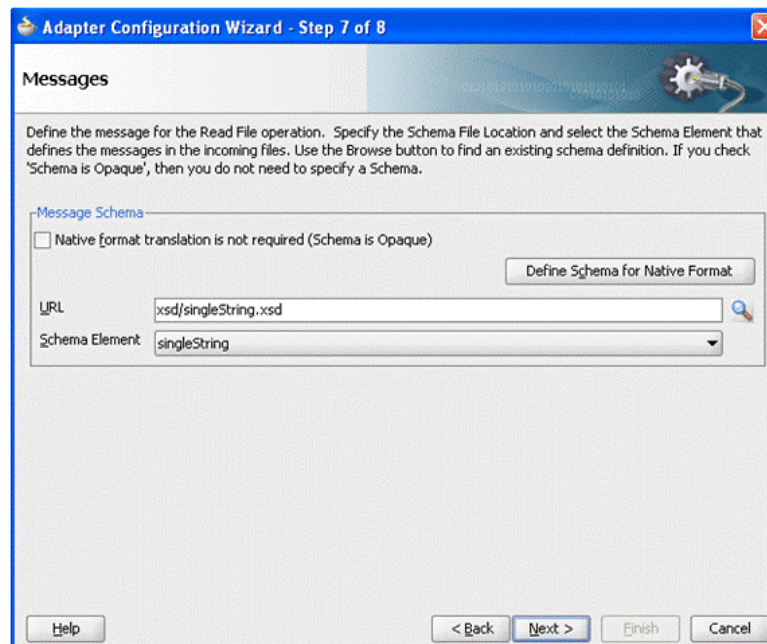 Adapter Configuration Wizard - Step 7 of 8
Messages
Define the message for the Read File operation. Specify the Schema File Location and select the Schema Element that
defines the messages in the incoming files. Use the Browse button to find an existing schema definition. If you check
'Schema is Opaque', then you do not need to specify a Schema.
Message Schema
Native format translation is not required (Schema is Opaque)
Define Schema for Native Format
URL xsd/singleString.xsd
Schema Element singleString
Help < Back Next > Finish Cancel